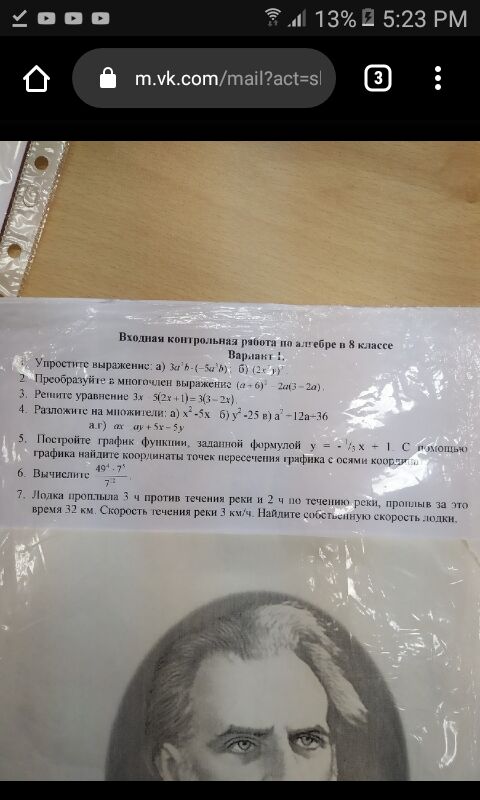 13% 5:23 PM
m.vk.com/mail?act=sl
3
Входная контрольная работа по алгебре в 8 классе
Вариант 1.
1. Упростите выражение: а) б)
2. Преобразуйте в многочлен выражение (a+6)² - 2a(3-2a).
3. Решите уравнение 3x - 5(2x+1)=3(3-2x).
4. Разложите на множители: а) x²-5x б) y²-25 в) a²+12a+36
а.г) ax ay+5x-5y
5. Постройте график функции, заданной формулой y = - 1/3 x + 1. С помощью
графика найдите координаты точек пересечения графика с осями
6. Вычислите
7. Лодка проплыла 3 ч против течения реки и 2 ч по течению реки, проплыв за это
время 32 км. Скорость течения реки 3 км/ч. Найдите собственную скорость лодки.